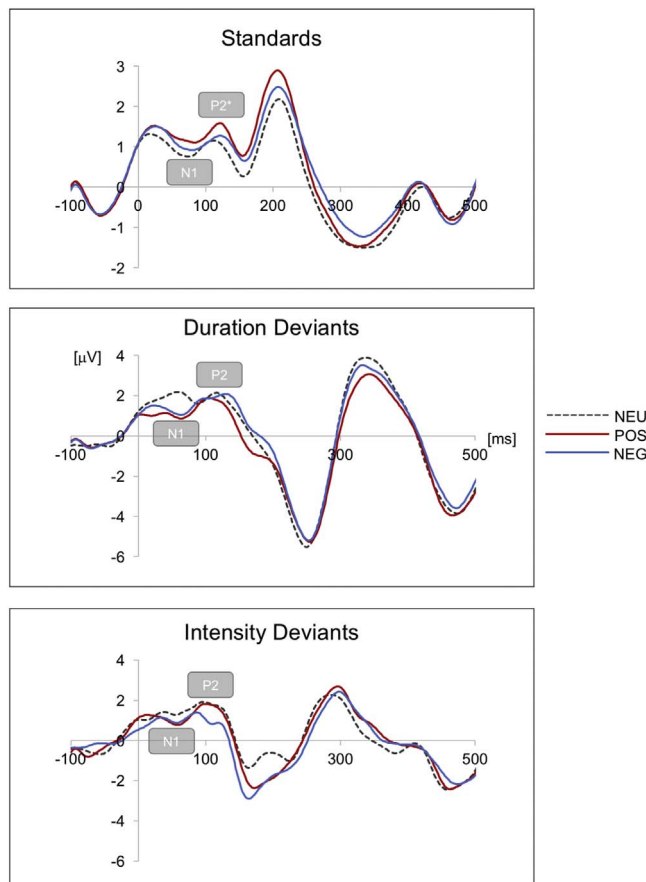 Standards
3
2
P2*
1
N1
0
-100 0 100 200 300 400 500
-1
-2
Duration Deviants
[µV]
4
P2
2
N1
0
[ms]
-100 100 300 500
-2
-4
-6
NEU
POS
NEG
Intensity Deviants
4
P2
2
N1
0
-100 100 300 500
-2
-4
-6